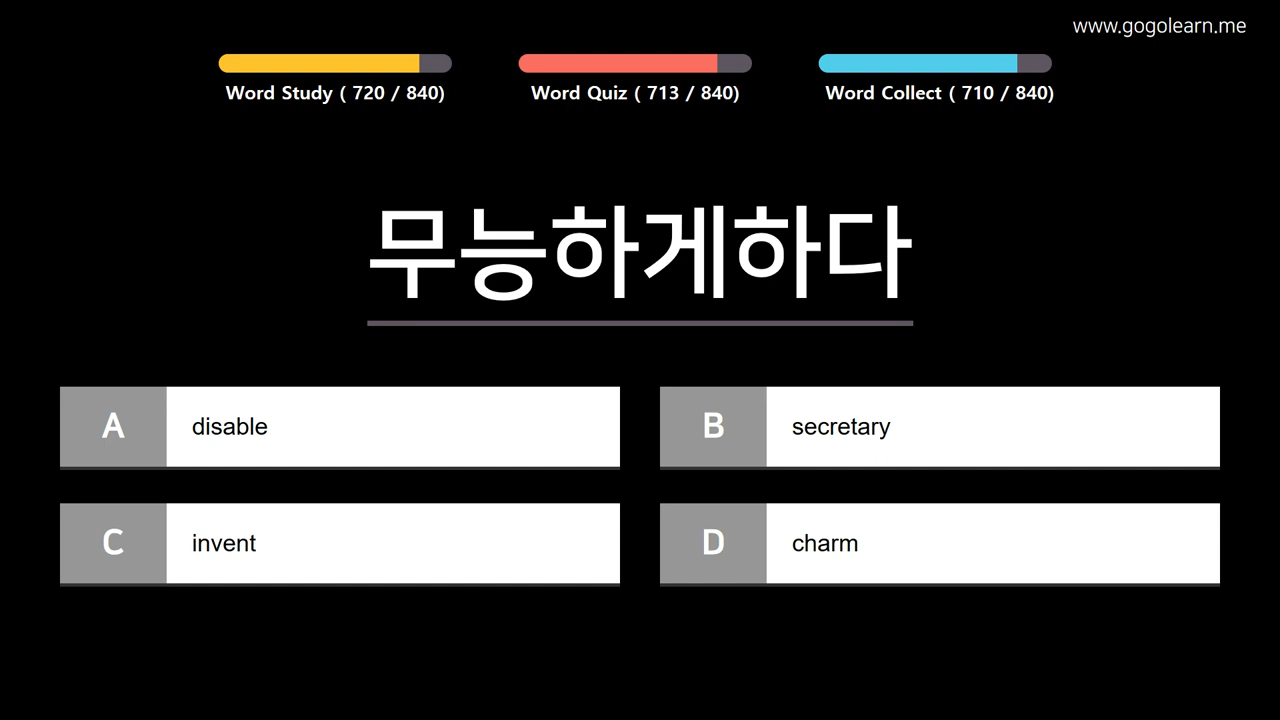 www.gogolearn.me
Word Study ( 720 / 840)
Word Quiz ( 713 / 840)
Word Collect ( 710 / 840)
무능하게하다
A disable
B secretary
C invent
D charm